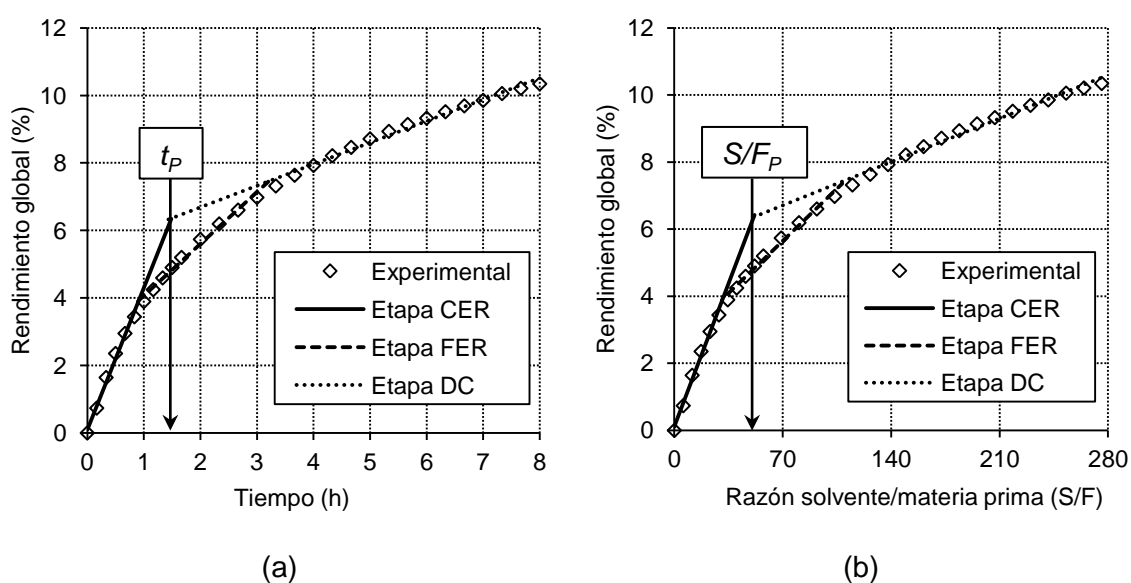 12
10
8
6
4
2
0
Rendimiento global (%)
t_P
Experimental
Etapa CER
Etapa FER
Etapa DC
0 1 2 3 4 5 6 7 8
Tiempo (h)
(a)
12
10
8
6
4
2
0
Rendimiento global (%)
S/F_P
Experimental
Etapa CER
Etapa FER
Etapa DC
0 70 140 210 280
Razón solvente/materia prima (S/F)
(b)